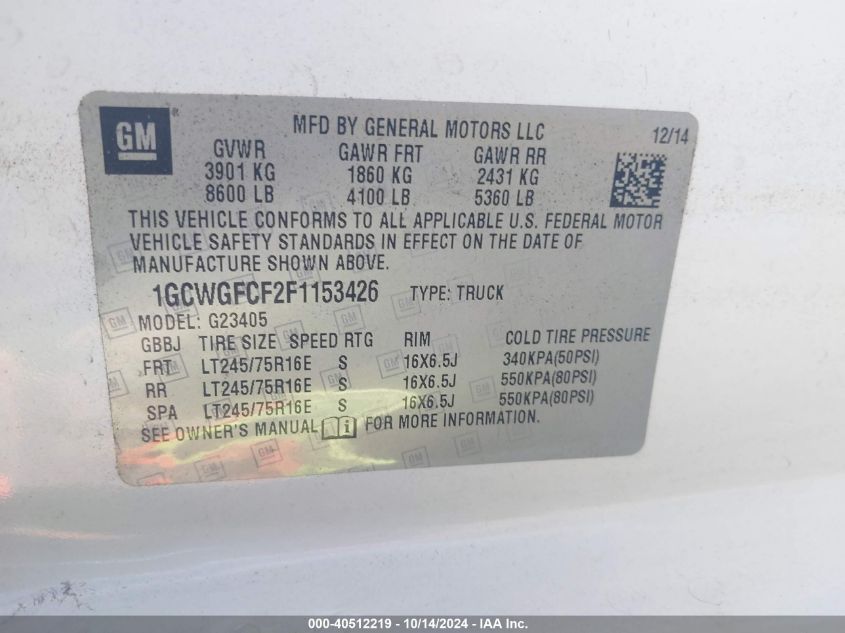 GM ®
MFD BY GENERAL MOTORS LLC 12/14
GVWR GAWR FRT GAWR RR
3901 KG 1860 KG 2431 KG
8600 LB 4100 LB 5360 LB
THIS VEHICLE CONFORMS TO ALL APPLICABLE U.S. FEDERAL MOTOR
VEHICLE SAFETY STANDARDS IN EFFECT ON THE DATE OF
MANUFACTURE SHOWN ABOVE.
1GCWGFCF2F1153426 TYPE: TRUCK
MODEL: G23405
GBBJ TIRE SIZE SPEED RTG RIM COLD TIRE PRESSURE
FRT LT245/75R16E S 16X6.5J 340KPA(50PSI)
RR LT245/75R16E S 16X6.5J 550KPA(80PSI)
SPA LT245/75R16E S 16X6.5J 550KPA(80PSI)
SEE OWNER'S MANUAL FOR MORE INFORMATION.
000-40512219 - 10/14/2024 - IAA Inc.